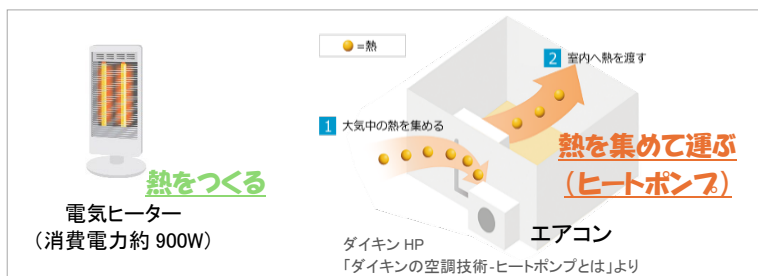 熱をつくる
電気ヒーター
（消費電力約 900W）
=熱
2 室内へ熱を渡す
1 大気中の熱を集める
熱を集めて運ぶ
（ヒートポンプ）
エアコン
ダイキン HP
「ダイキンの空調技術-ヒートポンプとは」より